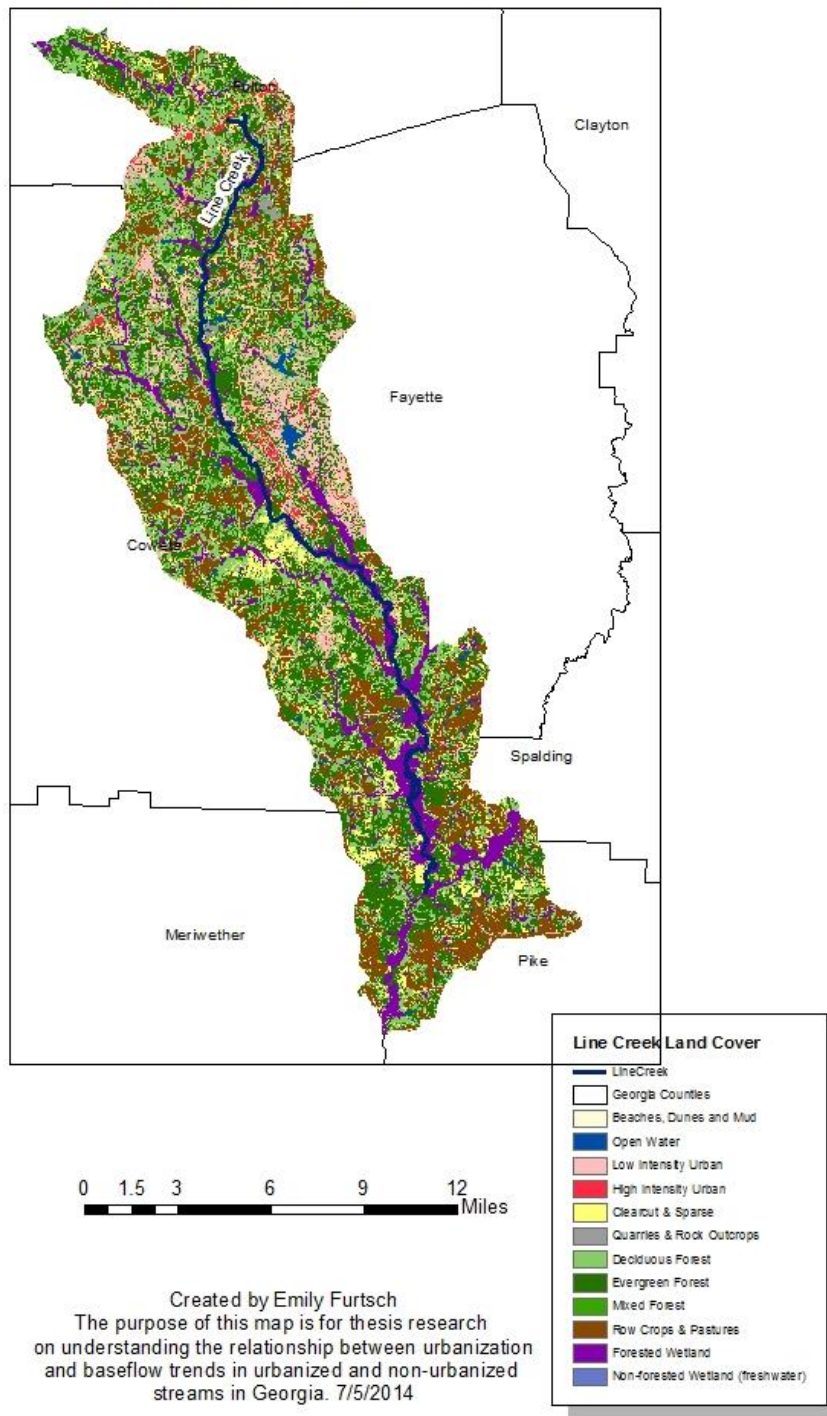 Fulton
Clayton
Line Creek
Fayette
Coweta
Spalding
Meriwether
Pike
Line Creek Land Cover
LineCreek
Georgia Counties
Beaches, Dunes and Mud
Open Water
Low Intensity Urban
High Intensity Urban
Clearcut & Sparse
Quarries & Rock Outcrops
Deciduous Forest
Evergreen Forest
Mixed Forest
Row Crops & Pastures
Forested Wetland
Non-forested Wetland (freshwater)
0 1.5 3 6 9 12
Miles
Created by Emily Furtsch
The purpose of this map is for thesis research
on understanding the relationship between urbanization
and baseflow trends in urbanized and non-urbanized
streams in Georgia. 7/5/2014